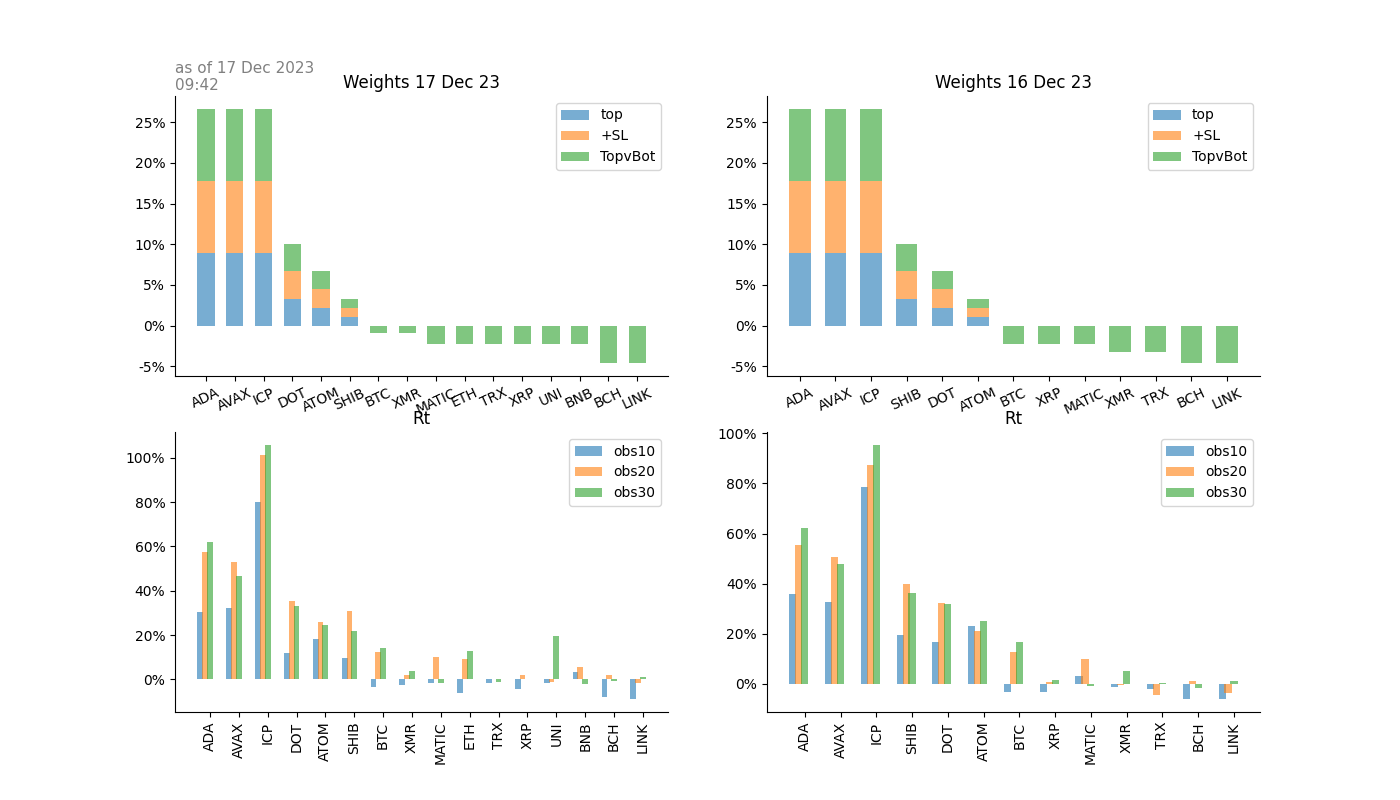 as of 17 Dec 2023
09:42
Weights 17 Dec 23
25%
20%
15%
10%
5%
0%
-5%
top
+SL
TopvBot
ADA AVAX ICP DOT ATOM SHIB BTC XMR MATIC ETH TRX XRP UNI BNB BCH LINK
Weights 16 Dec 23
25%
20%
15%
10%
5%
0%
-5%
top
+SL
TopvBot
ADA AVAX ICP SHIB DOT ATOM BTC XRP MATIC XMR TRX BCH LINK
Rt
100%
80%
60%
40%
20%
0%
obs10
obs20
obs30
ADA AVAX ICP DOT ATOM SHIB BTC XMR MATIC ETH TRX XRP UNI BNB BCH LINK
Rt
100%
80%
60%
40%
20%
0%
obs10
obs20
obs30
ADA AVAX ICP SHIB DOT ATOM BTC XRP MATIC XMR TRX BCH LINK